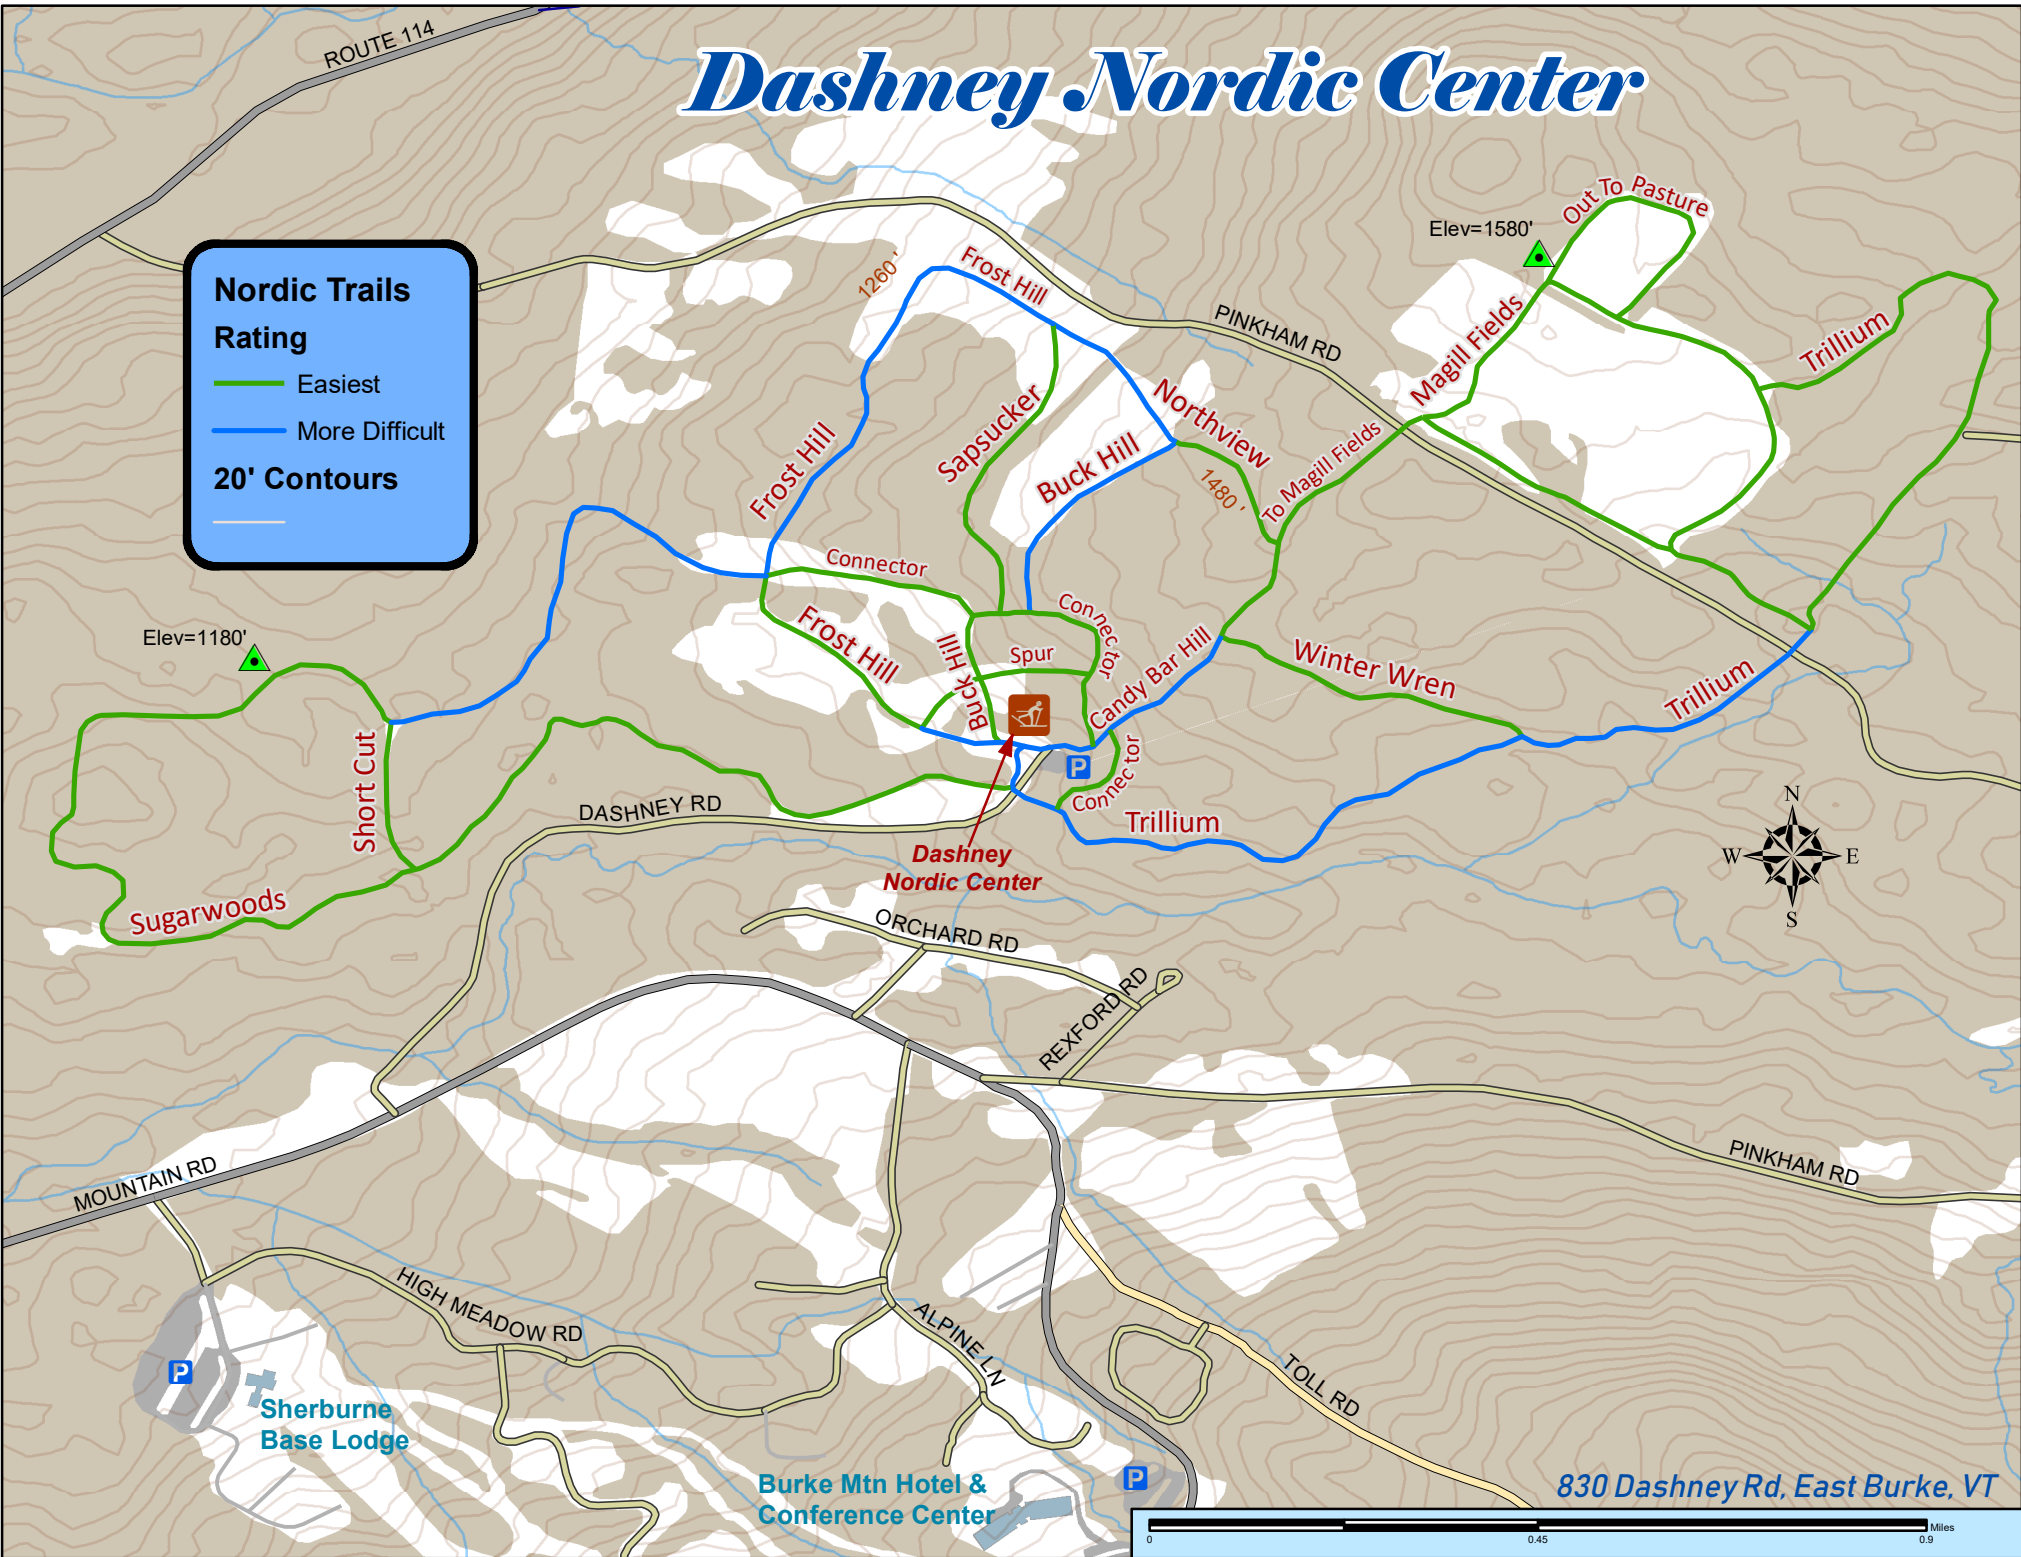 ROUTE 114
Dashney Nordic Center
Out To Pasture
Elev=1580'
Nordic Trails
Rating
Easiest
More Difficult
20' Contours
1260 '
Frost Hill
PINKHAM RD
Magill Fields
Trillium
Sapsucker
Northview
Buck Hill
Frost Hill
To Magill Fields
1480 '
Connector
Connec tor
Frost Hill
Buck Hill
Spur
Candy Bar Hill
Winter Wren
Trillium
Elev=1180'
Short Cut
P
Connec tor
DASHNEY RD
Trillium
Dashney
Nordic Center
Sugarwoods
N
W E
S
ORCHARD RD
REXFORD RD
MOUNTAIN RD
PINKHAM RD
HIGH MEADOW RD
ALPINE LN
TOLL RD
P
Sherburne
Base Lodge
Burke Mtn Hotel &
Conference Center
P
830 Dashney Rd, East Burke, VT
Miles
0 0.45 0.9